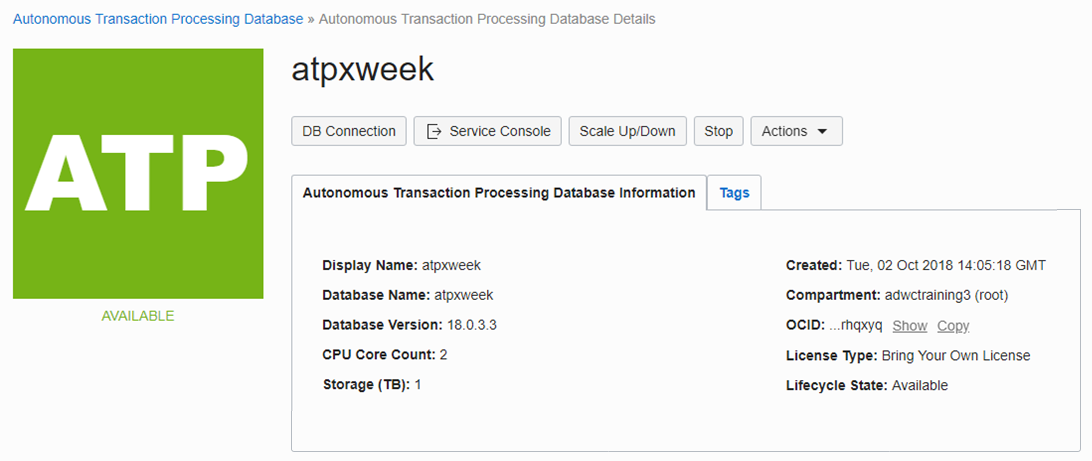 Autonomous Transaction Processing Database » Autonomous Transaction Processing Database Details
ATP
AVAILABLE
atpxweek
DB Connection Service Console Scale Up/Down Stop Actions
Autonomous Transaction Processing Database Information Tags
Display Name: atpxweek
Database Name: atpxweek
Database Version: 18.0.3.3
CPU Core Count: 2
Storage (TB): 1
Created: Tue, 02 Oct 2018 14:05:18 GMT
Compartment: adwctraining3 (root)
OCID: ...rhqxyq Show Copy
License Type: Bring Your Own License
Lifecycle State: Available